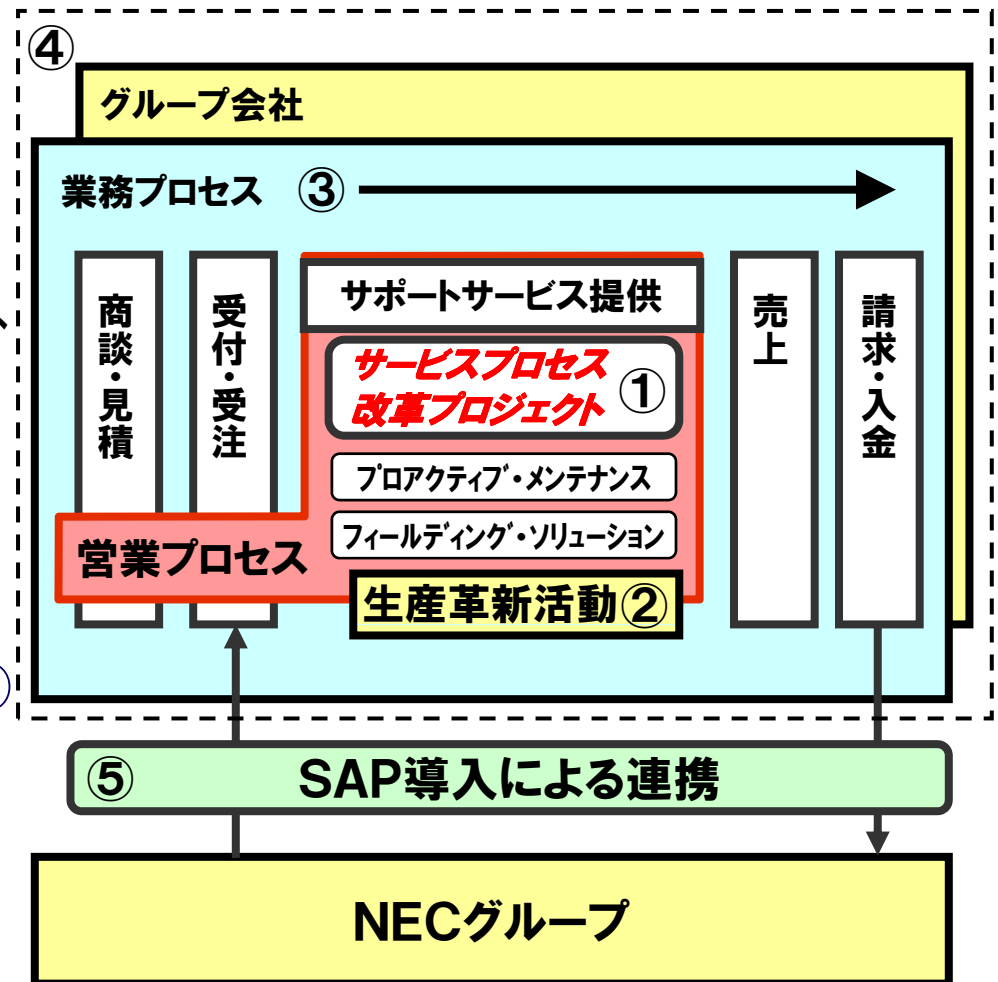 ④
グループ会社
業務プロセス ③
商談・見積
受付・受注
サポートサービス提供
サービスプロセス
改革プロジェクト ①
プロアクティブ・メンテナンス
フィールディング・ソリューション
営業プロセス
生産革新活動②
売上
請求・入金
⑤ SAP導入による連携
NECグループ